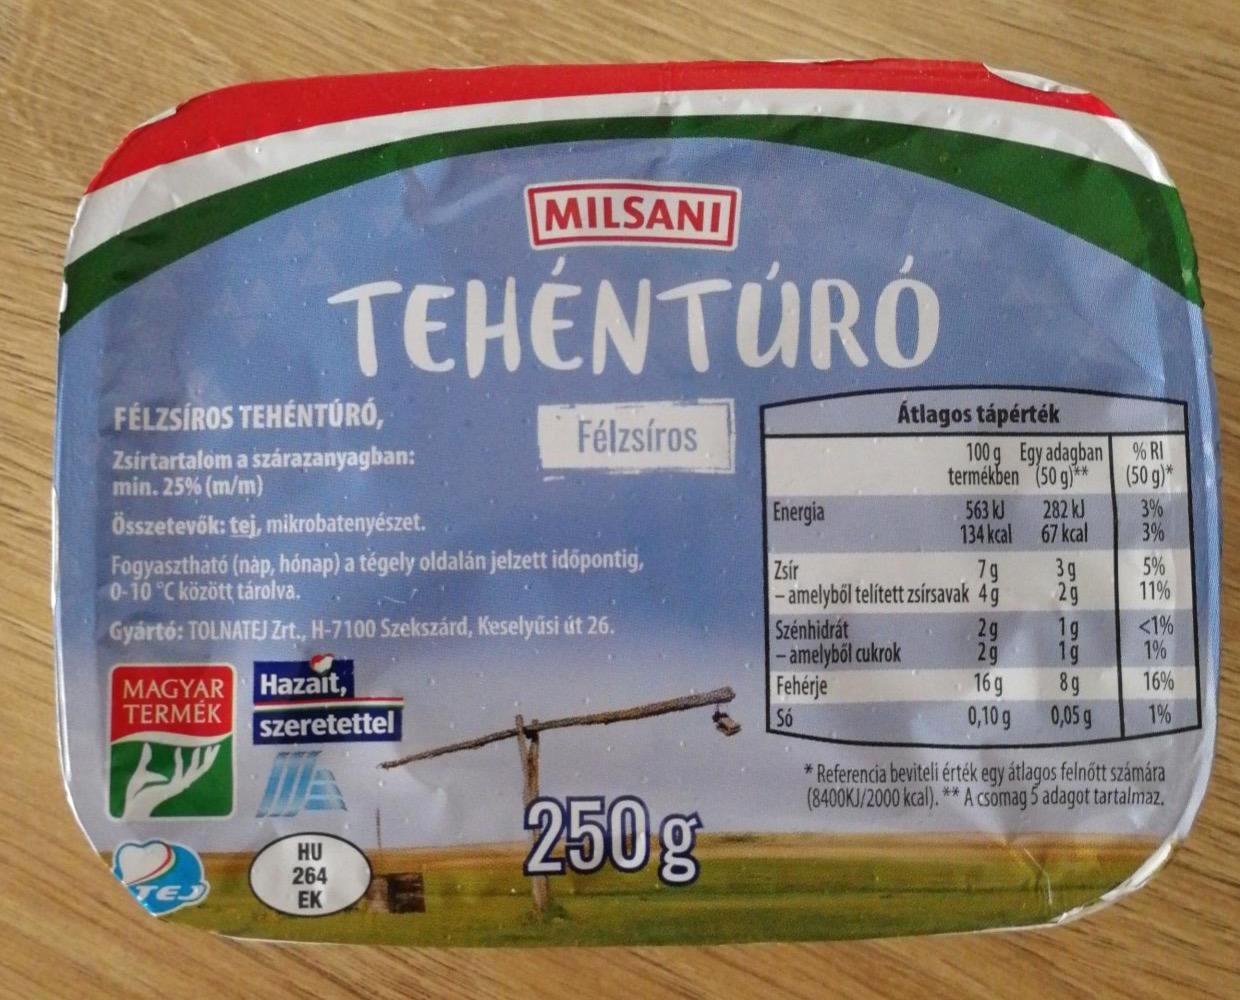 MILSANI
TEHÉNTÚRÓ
Félzsíros
FÉLZSÍROS TEHÉNTÚRÓ,
Zsírtartalom a szárazanyagban:
min. 25% (m/m)
Összetevők: tej, mikrobatenyészet.
Fogyasztható (nap, hónap) a tégely oldalán jelzett időpontig,
0-10 °C között tárolva.
Gyártó: TOLNATEJ Zrt., H-7100 Szekszárd, Keselyűsi út 26.
MAGYAR
TERMÉK
Hazait,
szeretettel
TEJ
HU
264
EK
250 g
Átlagos tápérték
100 g Egy adagban % RI
termékben (50 g)** (50 g)*
Energia 563 kJ 282 kJ 3%
134 kcal 67 kcal 3%
Zsír 7 g 3 g 5%
– amelyből telített zsírsavak 4 g 2 g 11%
Szénhidrát 2 g 1 g <1%
– amelyből cukrok 2 g 1 g 1%
Fehérje 16 g 8 g 16%
Só 0,10 g 0,05 g 1%
* Referencia beviteli érték egy átlagos felnőtt számára
(8400KJ/2000 kcal). ** A csomag 5 adagot tartalmaz.